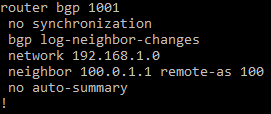 router bgp 1001
no synchronization
bgp log-neighbor-changes
network 192.168.1.0
neighbor 100.0.1.1 remote-as 100
no auto-summary
!